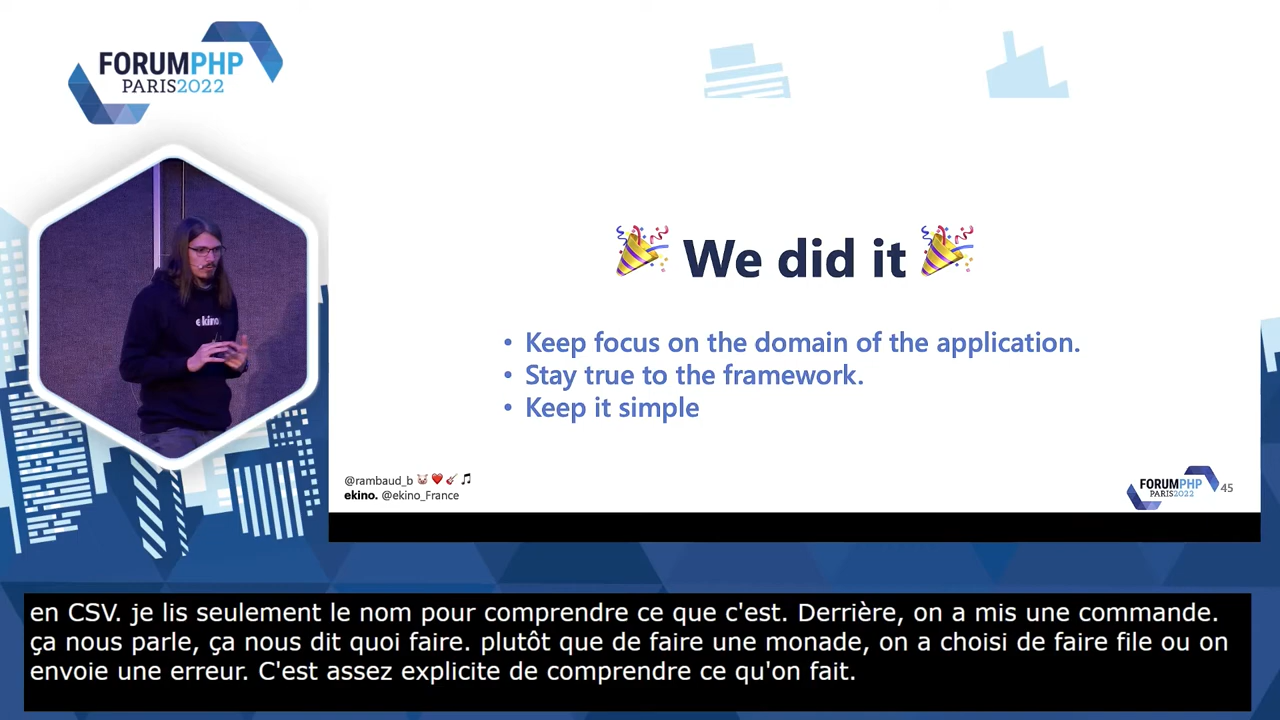 FORUMPHP
PARIS2022
ekino
🎉 We did it 🎉
• Keep focus on the domain of the application.
• Stay true to the framework.
• Keep it simple
@rambaud_b 🐷❤️🎸🎵
ekino. @ekino_France
FORUMPHP
PARIS2022
45
en CSV. je lis seulement le nom pour comprendre ce que c'est. Derrière, on a mis une commande.
ça nous parle, ça nous dit quoi faire. plutôt que de faire une monade, on a choisi de faire file ou on
envoie une erreur. C'est assez explicite de comprendre ce qu'on fait.